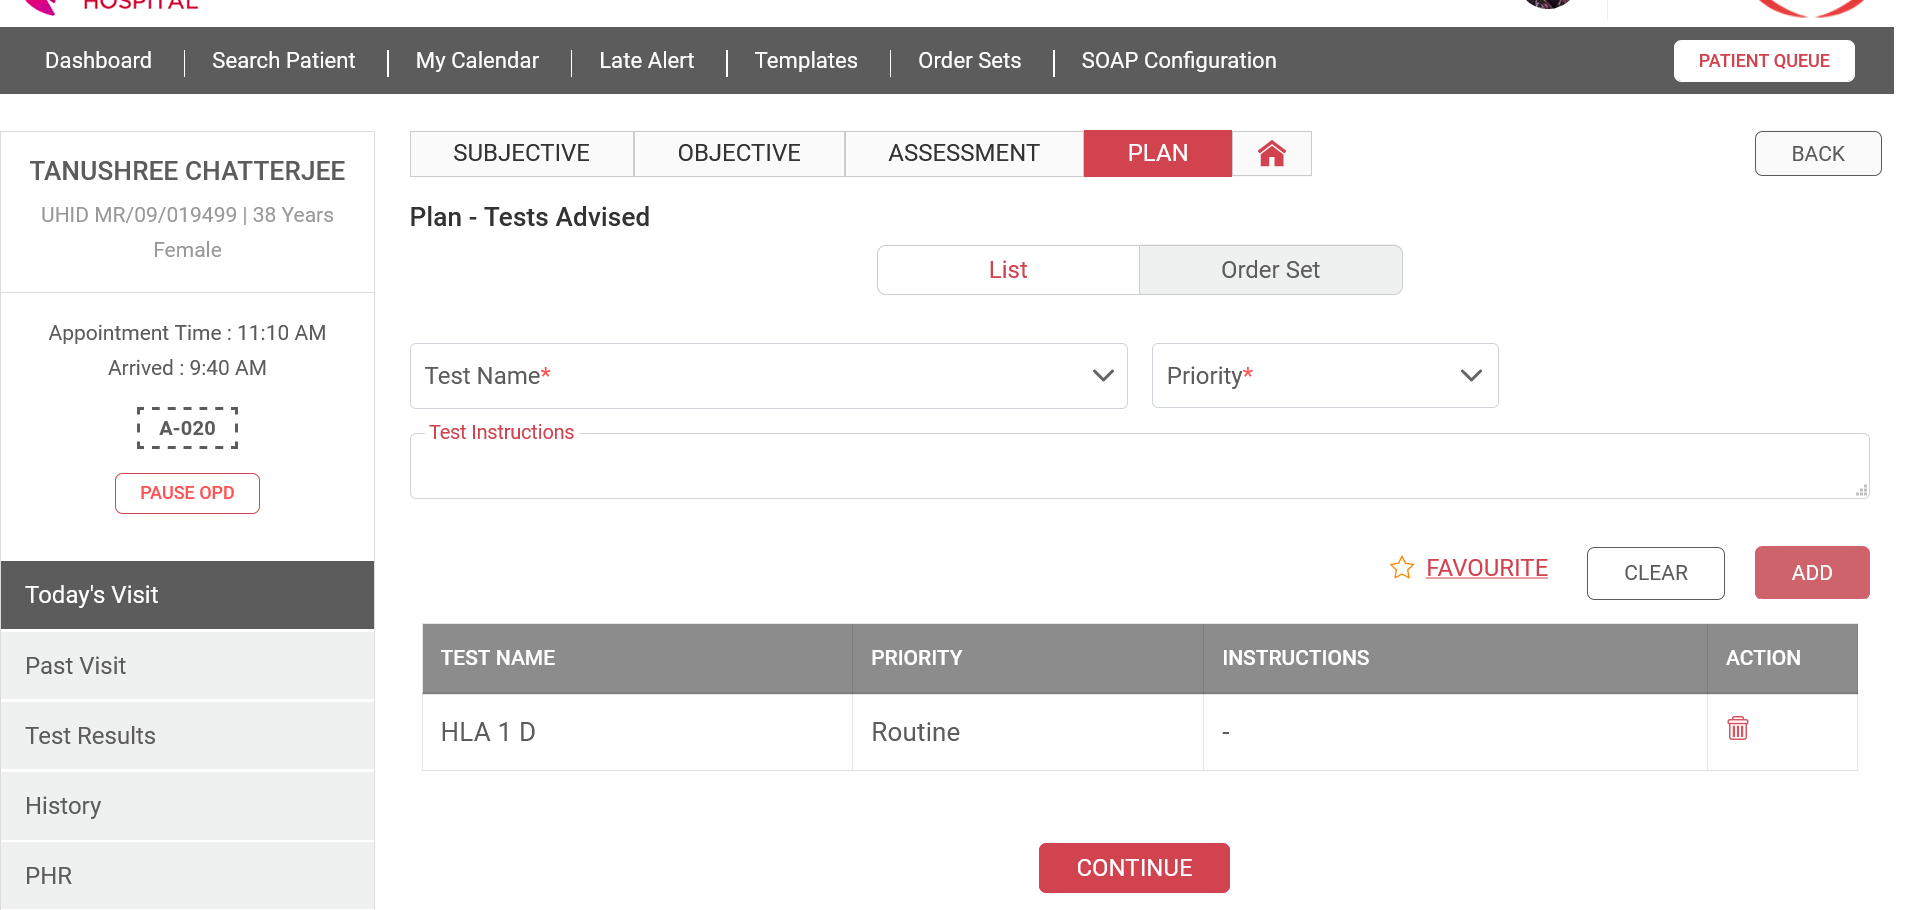 HOSPITAL
Dashboard
Search Patient
My Calendar
Late Alert
Templates
Order Sets
SOAP Configuration
PATIENT QUEUE
TANUSHREE CHATTERJEE
UHID MR/09/019499 | 38 Years
Female
Appointment Time : 11:10 AM
Arrived : 9:40 AM
A-020
PAUSE OPD
Today's Visit
Past Visit
Test Results
History
PHR
SUBJECTIVE
OBJECTIVE
ASSESSMENT
PLAN
BACK
Plan - Tests Advised
List
Order Set
Test Name*
Priority*
Test Instructions
FAVOURITE
CLEAR
ADD
TEST NAME
PRIORITY
INSTRUCTIONS
ACTION
HLA 1 D
Routine
-
CONTINUE